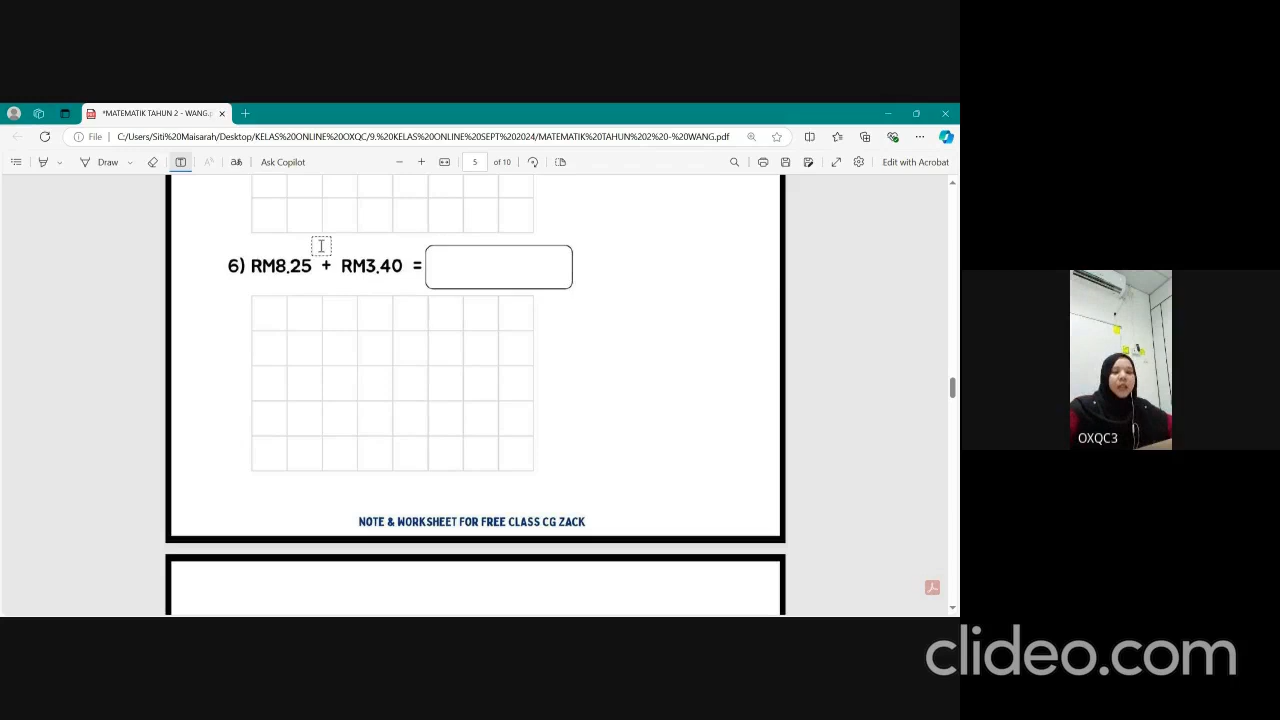 *MATEMATIK TAHUN 2 - WANG.p
File
C:/Users/Siti%20Maisarah/Desktop/KELAS%20ONLINE%20OXQC/9.%20KELAS%20ONLINE%20SEPT%202024/MATEMATIK%20TAHUN%202%20-%20WANG.pdf
Draw
Ask Copilot
5 of 10
Edit with Acrobat
6) RM8.25 + RM3.40 =
NOTE & WORKSHEET FOR FREE CLASS CG ZACK
OXQC3
clideo.com